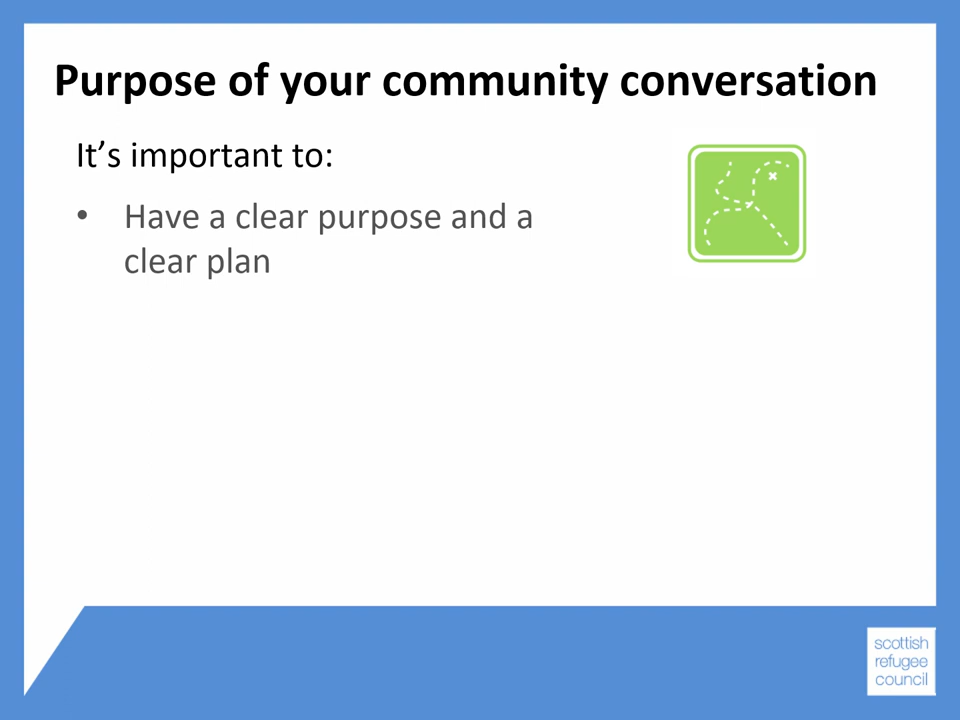 Purpose of your community conversation
It’s important to:
• Have a clear purpose and a
clear plan
scottish
refugee
council